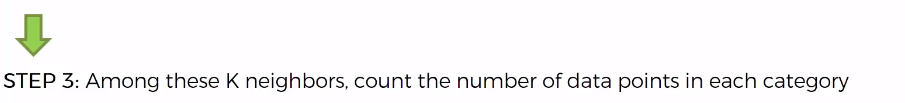 STEP 3: Among these K neighbors, count the number of data points in each category